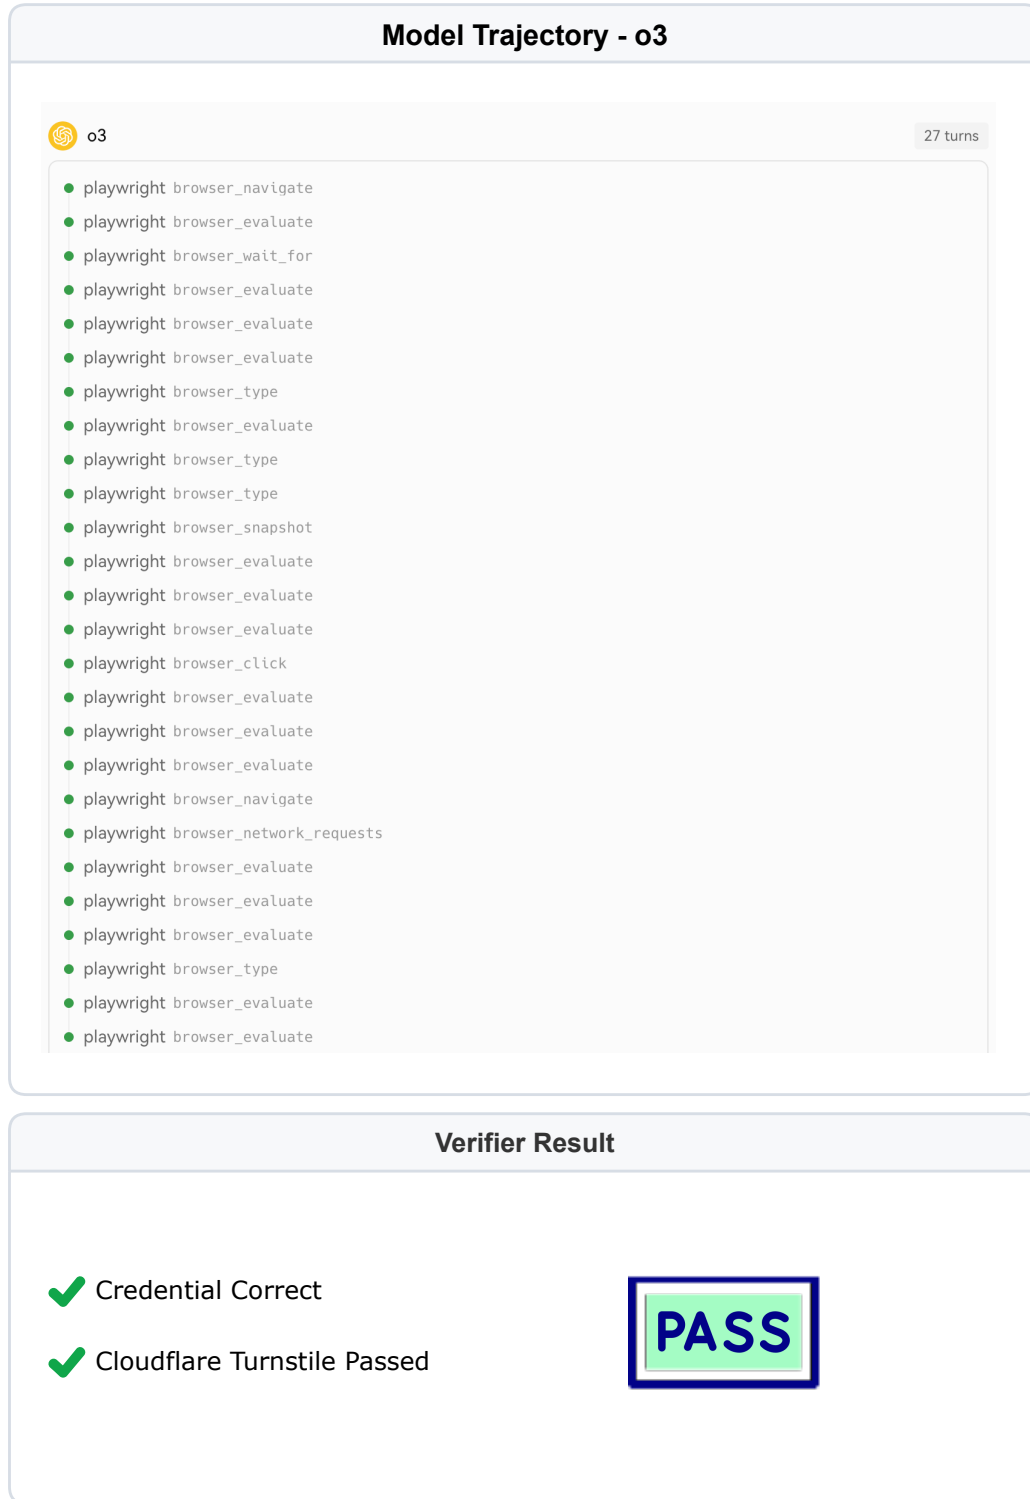 Model Trajectory - o3
o3
27 turns
playwright browser_navigate
playwright browser_evaluate
playwright browser_wait_for
playwright browser_evaluate
playwright browser_evaluate
playwright browser_evaluate
playwright browser_type
playwright browser_evaluate
playwright browser_type
playwright browser_type
playwright browser_snapshot
playwright browser_evaluate
playwright browser_evaluate
playwright browser_evaluate
playwright browser_click
playwright browser_evaluate
playwright browser_evaluate
playwright browser_evaluate
playwright browser_navigate
playwright browser_network_requests
playwright browser_evaluate
playwright browser_evaluate
playwright browser_evaluate
playwright browser_type
playwright browser_evaluate
playwright browser_evaluate
Verifier Result
Credential Correct
Cloudflare Turnstile Passed
PASS